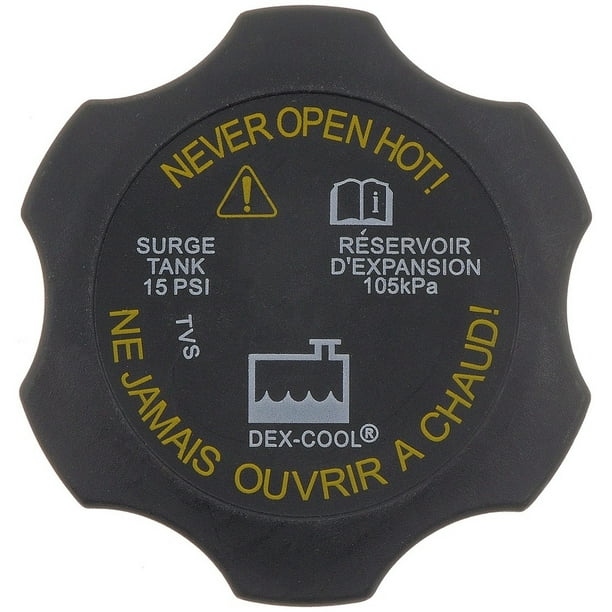 NEVER OPEN HOT!
i
SURGE
TANK
15 PSI
RÉSERVOIR
D'EXPANSION
105kPa
TVS
DEX-COOL®
NE JAMAIS OUVRIR A CHAUD!